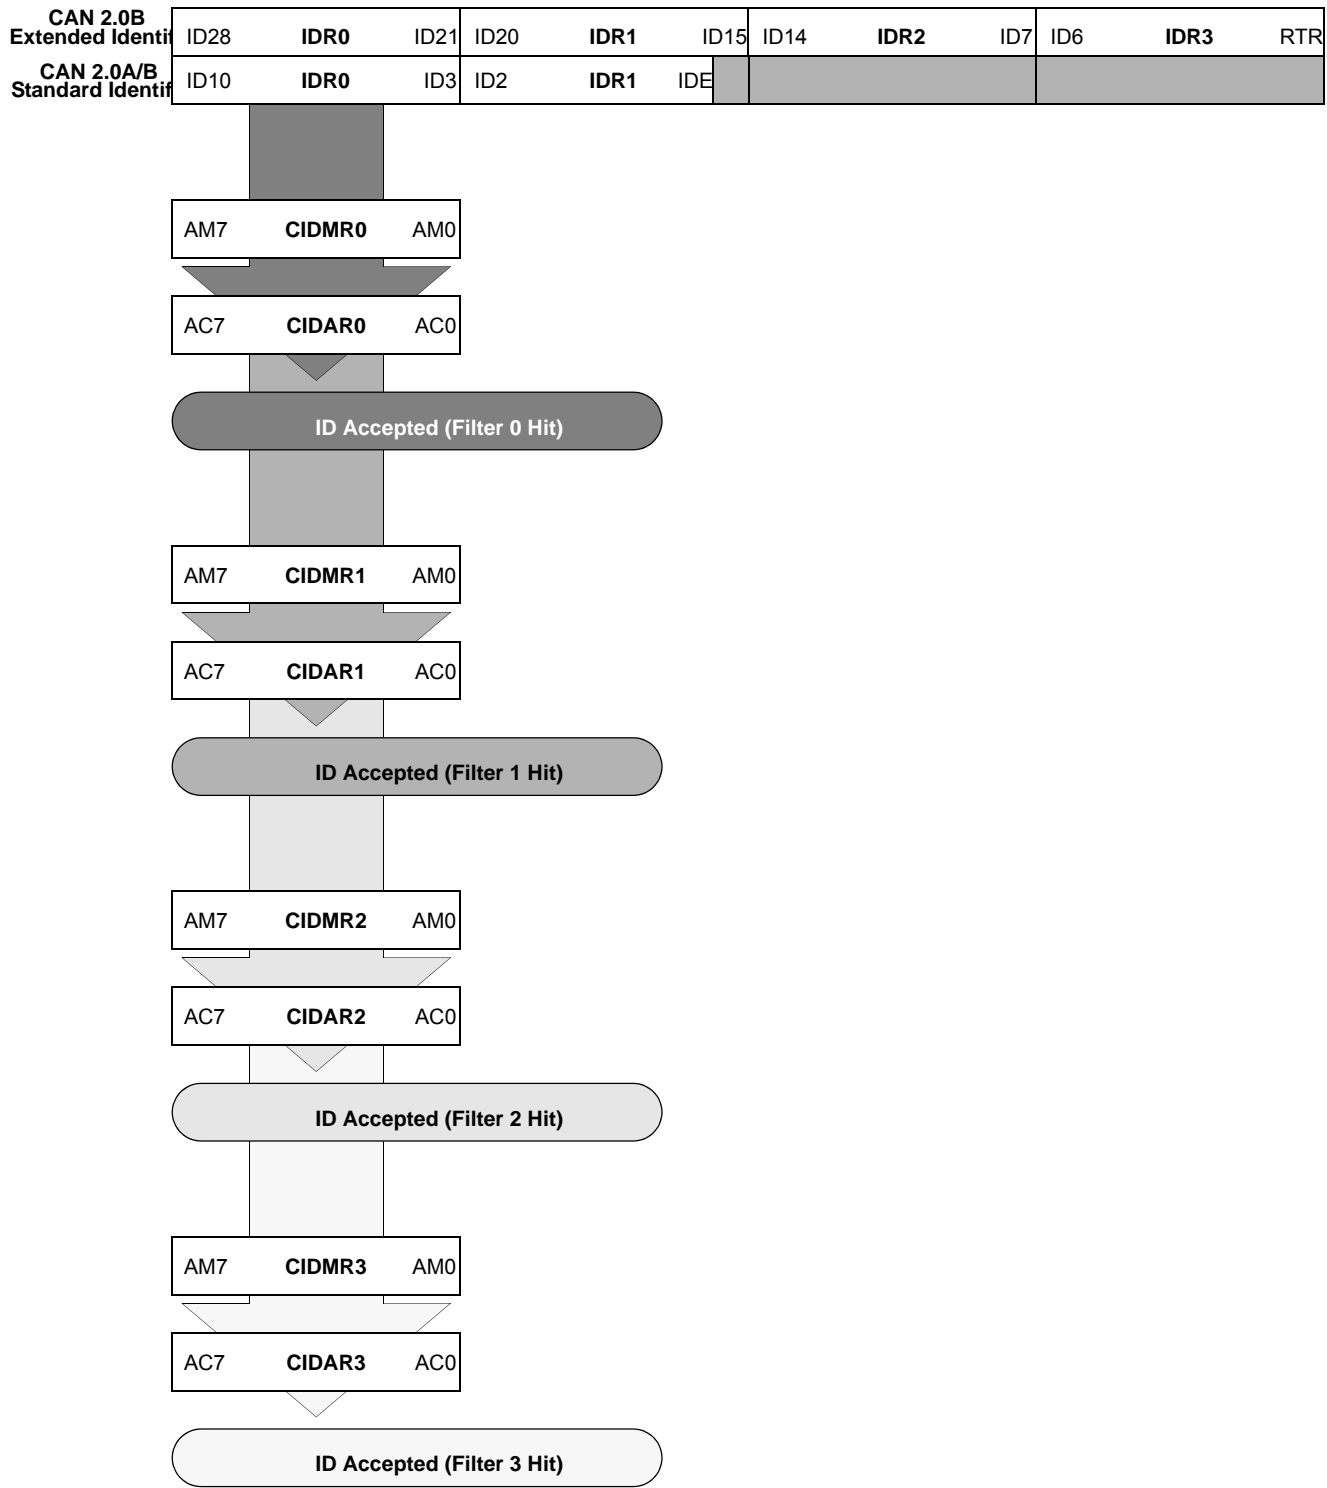 CAN 2.0B
Extended Identif
ID28 IDR0 ID21 ID20 IDR1 ID15 ID14 IDR2 ID7 ID6 IDR3 RTR
CAN 2.0A/B
Standard Identif
ID10 IDR0 ID3 ID2 IDR1 IDE
AM7 CIDMR0 AM0
AC7 CIDAR0 AC0
ID Accepted (Filter 0 Hit)
AM7 CIDMR1 AM0
AC7 CIDAR1 AC0
ID Accepted (Filter 1 Hit)
AM7 CIDMR2 AM0
AC7 CIDAR2 AC0
ID Accepted (Filter 2 Hit)
AM7 CIDMR3 AM0
AC7 CIDAR3 AC0
ID Accepted (Filter 3 Hit)